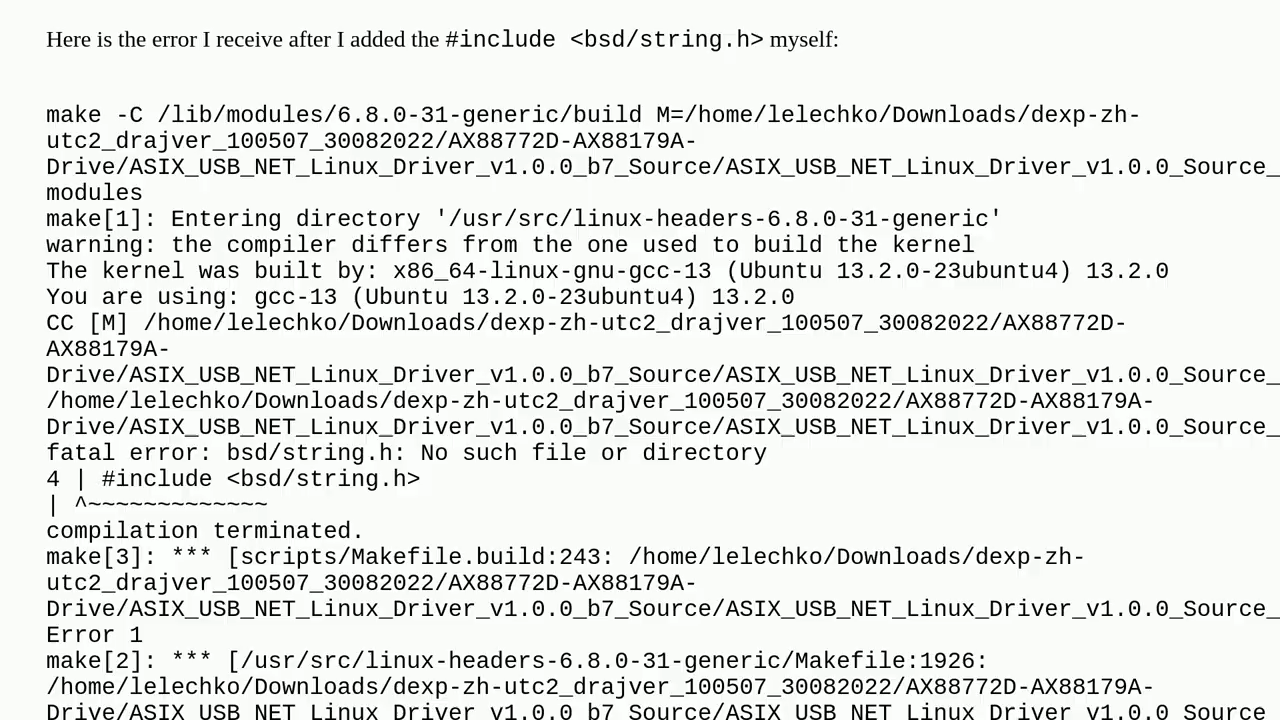 Here is the error I receive after I added the #include <bsd/string.h> myself:
make -C /lib/modules/6.8.0-31-generic/build M=/home/lelechko/Downloads/dexp-zh-
utc2_drajver_100507_30082022/AX88772D-AX88179A-
Drive/ASIX_USB_NET_Linux_Driver_v1.0.0_b7_Source/ASIX_USB_NET_Linux_Driver_v1.0.0_Source_
modules
make[1]: Entering directory '/usr/src/linux-headers-6.8.0-31-generic'
warning: the compiler differs from the one used to build the kernel
The kernel was built by: x86_64-linux-gnu-gcc-13 (Ubuntu 13.2.0-23ubuntu4) 13.2.0
You are using: gcc-13 (Ubuntu 13.2.0-23ubuntu4) 13.2.0
CC [M] /home/lelechko/Downloads/dexp-zh-utc2_drajver_100507_30082022/AX88772D-
AX88179A-
Drive/ASIX_USB_NET_Linux_Driver_v1.0.0_b7_Source/ASIX_USB_NET_Linux_Driver_v1.0.0_Source_
/home/lelechko/Downloads/dexp-zh-utc2_drajver_100507_30082022/AX88772D-AX88179A-
Drive/ASIX_USB_NET_Linux_Driver_v1.0.0_b7_Source/ASIX_USB_NET_Linux_Driver_v1.0.0_Source_
fatal error: bsd/string.h: No such file or directory
4 | #include <bsd/string.h>
| ^~~~~~~~~~~~~~
compilation terminated.
make[3]: *** [scripts/Makefile.build:243: /home/lelechko/Downloads/dexp-zh-
utc2_drajver_100507_30082022/AX88772D-AX88179A-
Drive/ASIX_USB_NET_Linux_Driver_v1.0.0_b7_Source/ASIX_USB_NET_Linux_Driver_v1.0.0_Source_
Error 1
make[2]: *** [/usr/src/linux-headers-6.8.0-31-generic/Makefile:1926:
/home/lelechko/Downloads/dexp-zh-utc2_drajver_100507_30082022/AX88772D-AX88179A-
Drive/ASIX_USB_NET_Linux_Driver_v1.0.0_b7_Source/ASIX_USB_NET_Linux_Driver_v1.0.0_Source_